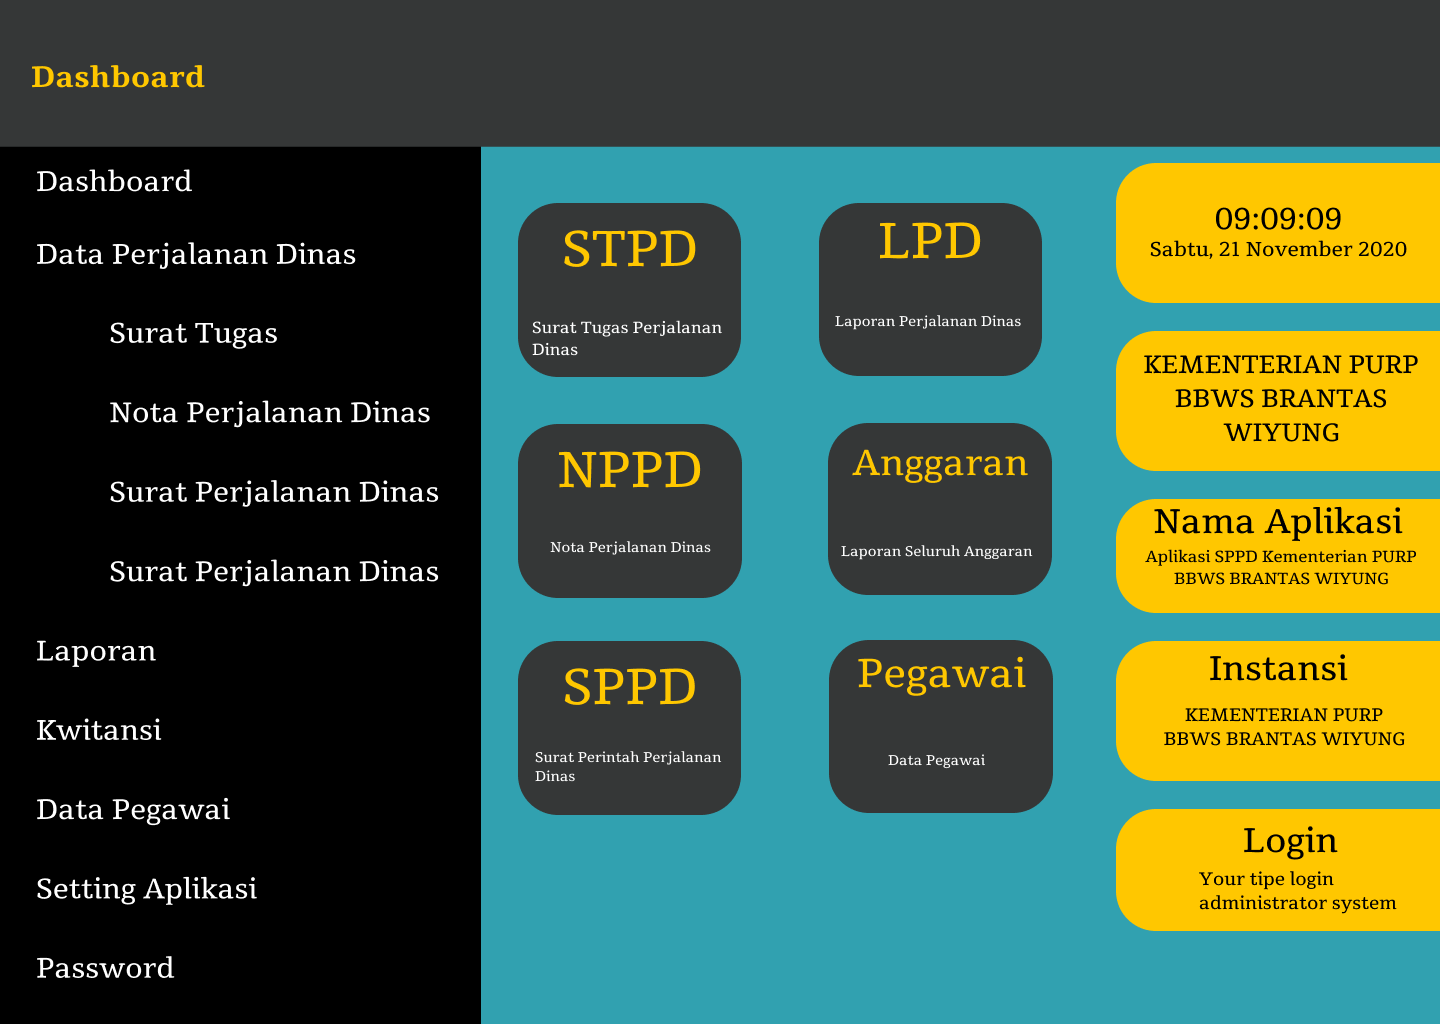 Dashboard
Dashboard
Data Perjalanan Dinas
Surat Tugas
Nota Perjalanan Dinas
Surat Perjalanan Dinas
Surat Perjalanan Dinas
Laporan
Kwitansi
Data Pegawai
Setting Aplikasi
Password
STPD
Surat Tugas Perjalanan
Dinas
LPD
Laporan Perjalanan Dinas
NPPD
Nota Perjalanan Dinas
Anggaran
Laporan Seluruh Anggaran
SPPD
Surat Perintah Perjalanan
Dinas
Pegawai
Data Pegawai
09:09:09
Sabtu, 21 November 2020
KEMENTERIAN PURP
BBWS BRANTAS
WIYUNG
Nama Aplikasi
Aplikasi SPPD Kementerian PURP
BBWS BRANTAS WIYUNG
Instansi
KEMENTERIAN PURP
BBWS BRANTAS WIYUNG
Login
Your tipe login
administrator system